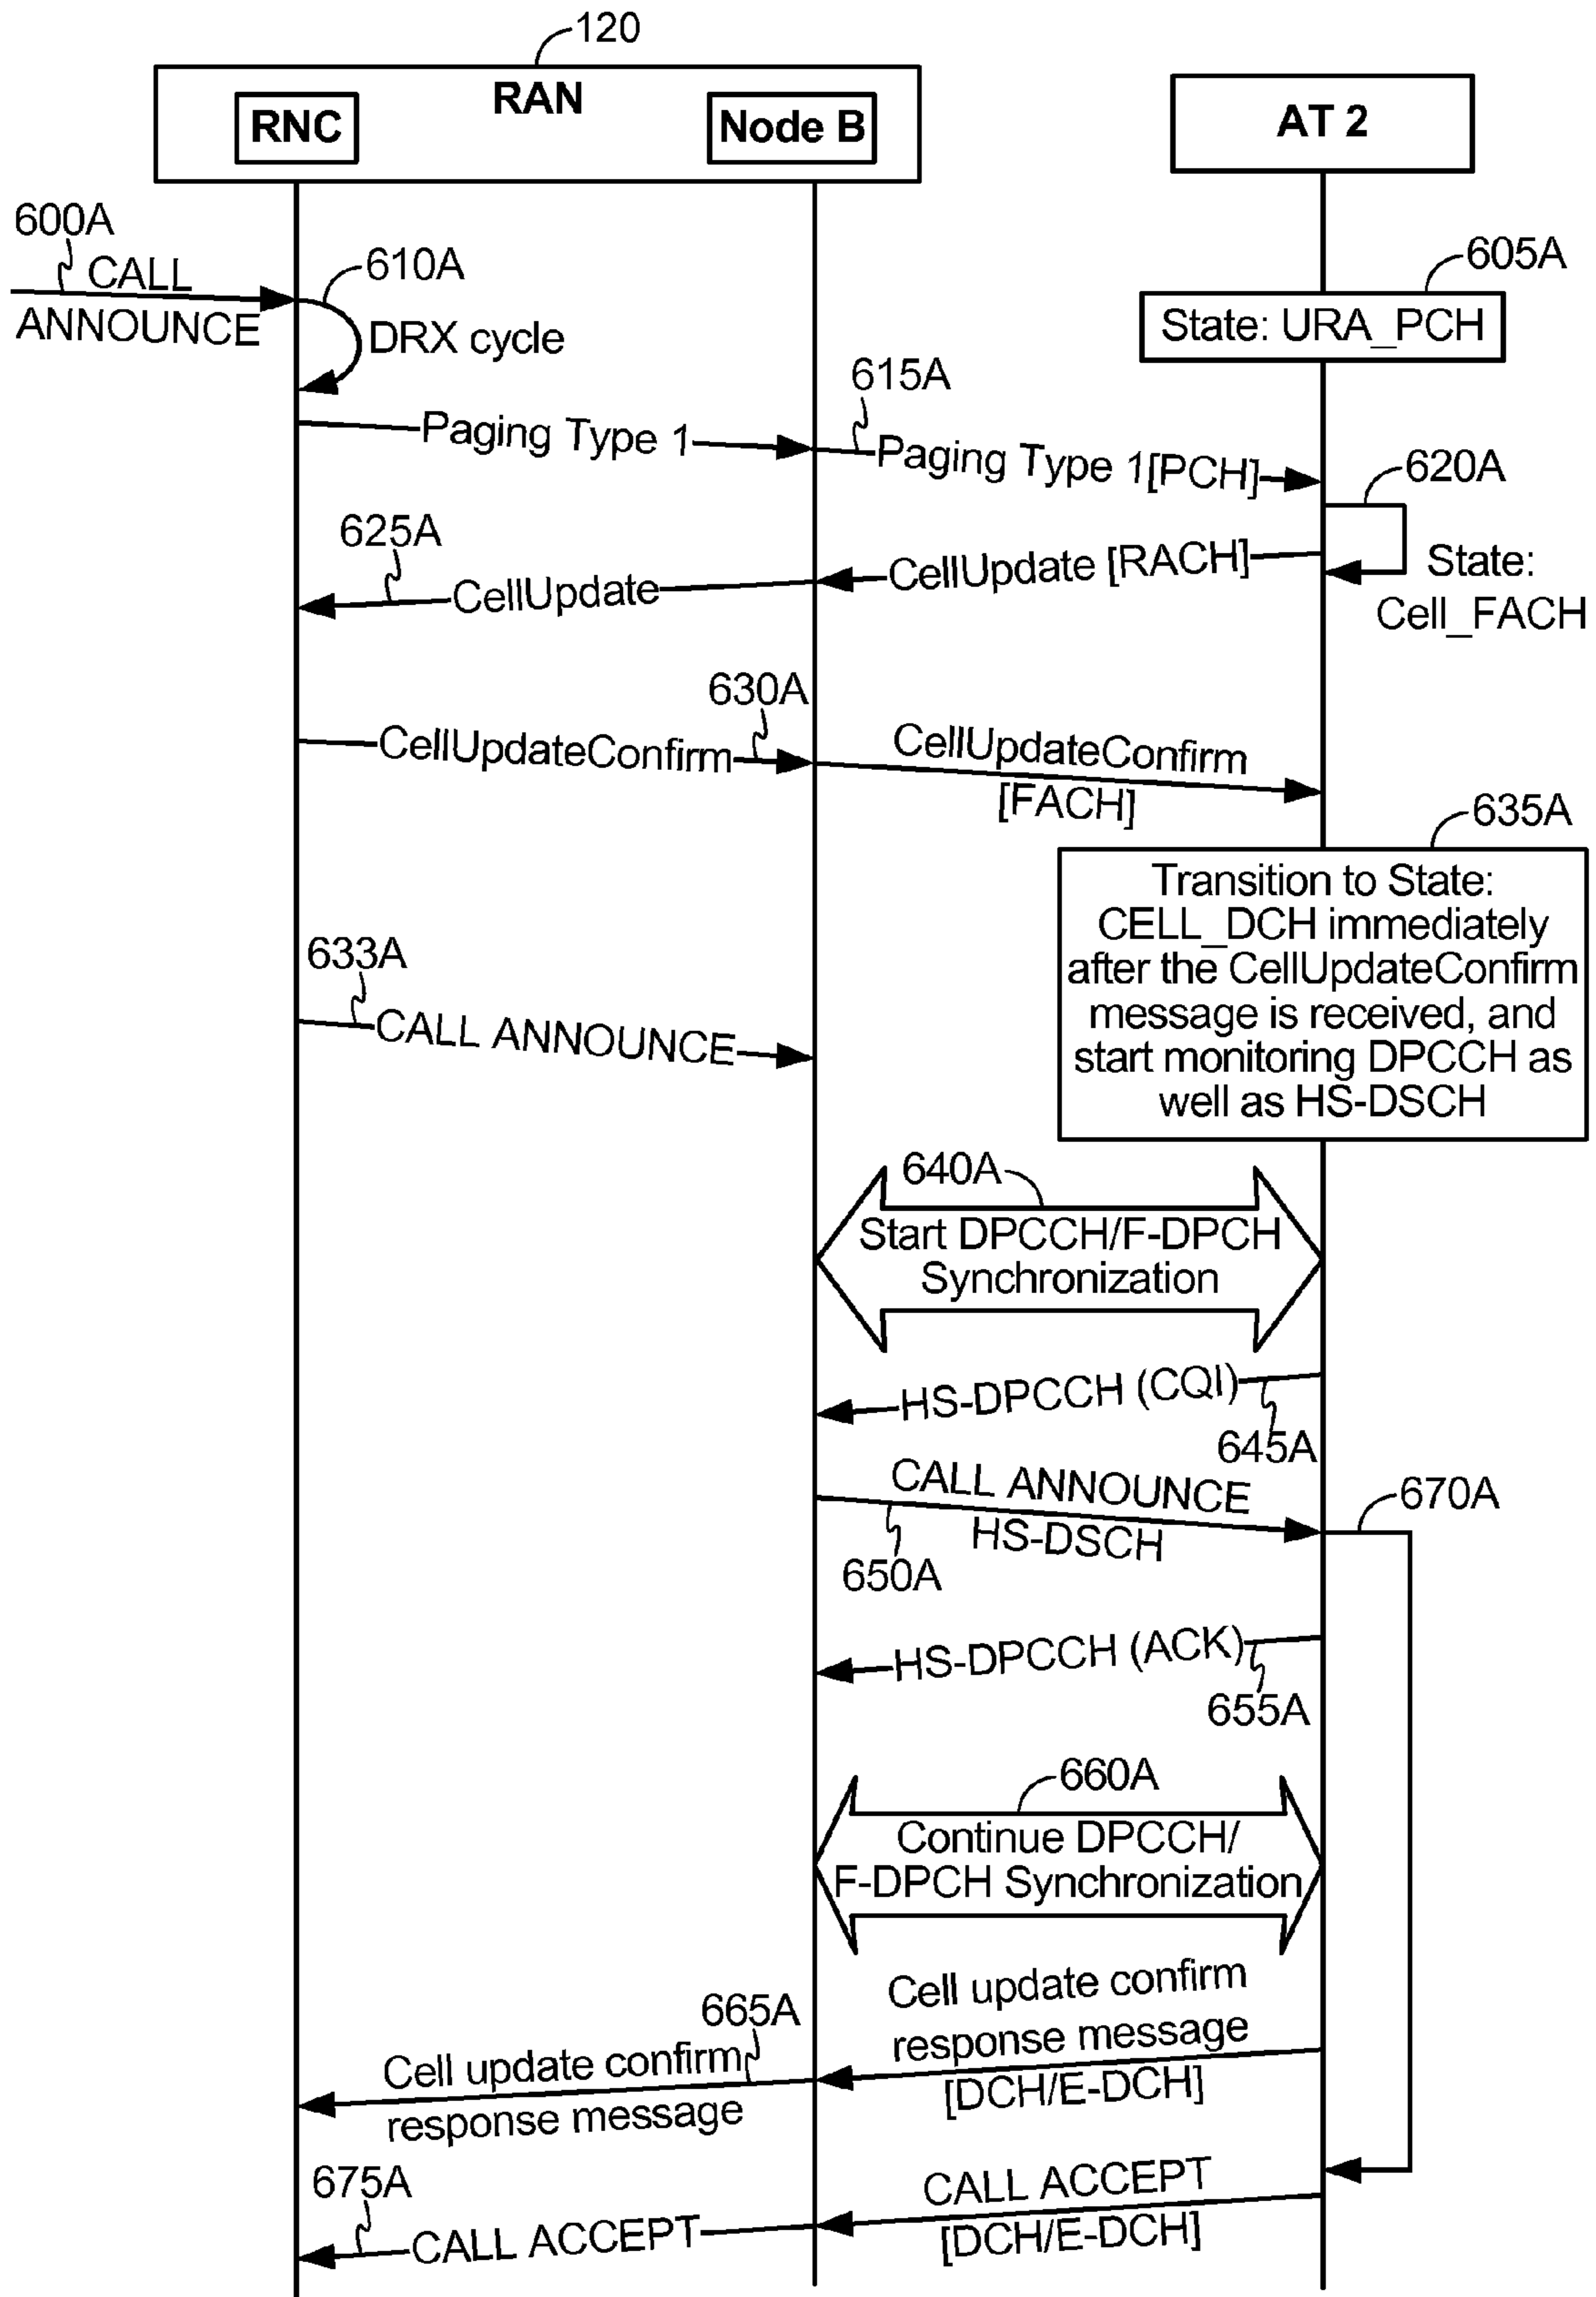 120
RAN
RNC
Node B
AT 2
600A
CALL
ANNOUNCE
610A
DRX cycle
605A
State: URA_PCH
615A
Paging Type 1
Paging Type 1[PCH]
620A
State:
Cell_FACH
625A
CellUpdate
CellUpdate [RACH]
630A
CellUpdateConfirm
CellUpdateConfirm
[FACH]
635A
Transition to State:
CELL_DCH immediately
after the CellUpdateConfirm
message is received, and
start monitoring DPCCH as
well as HS-DSCH
633A
CALL ANNOUNCE
640A
Start DPCCH/F-DPCH
Synchronization
HS-DPCCH (CQI)
645A
CALL ANNOUNCE
HS-DSCH
650A
670A
HS-DPCCH (ACK)
655A
660A
Continue DPCCH/
F-DPCH Synchronization
Cell update confirm
response message
[DCH/E-DCH]
665A
Cell update confirm
response message
675A
CALL ACCEPT
CALL ACCEPT
[DCH/E-DCH]